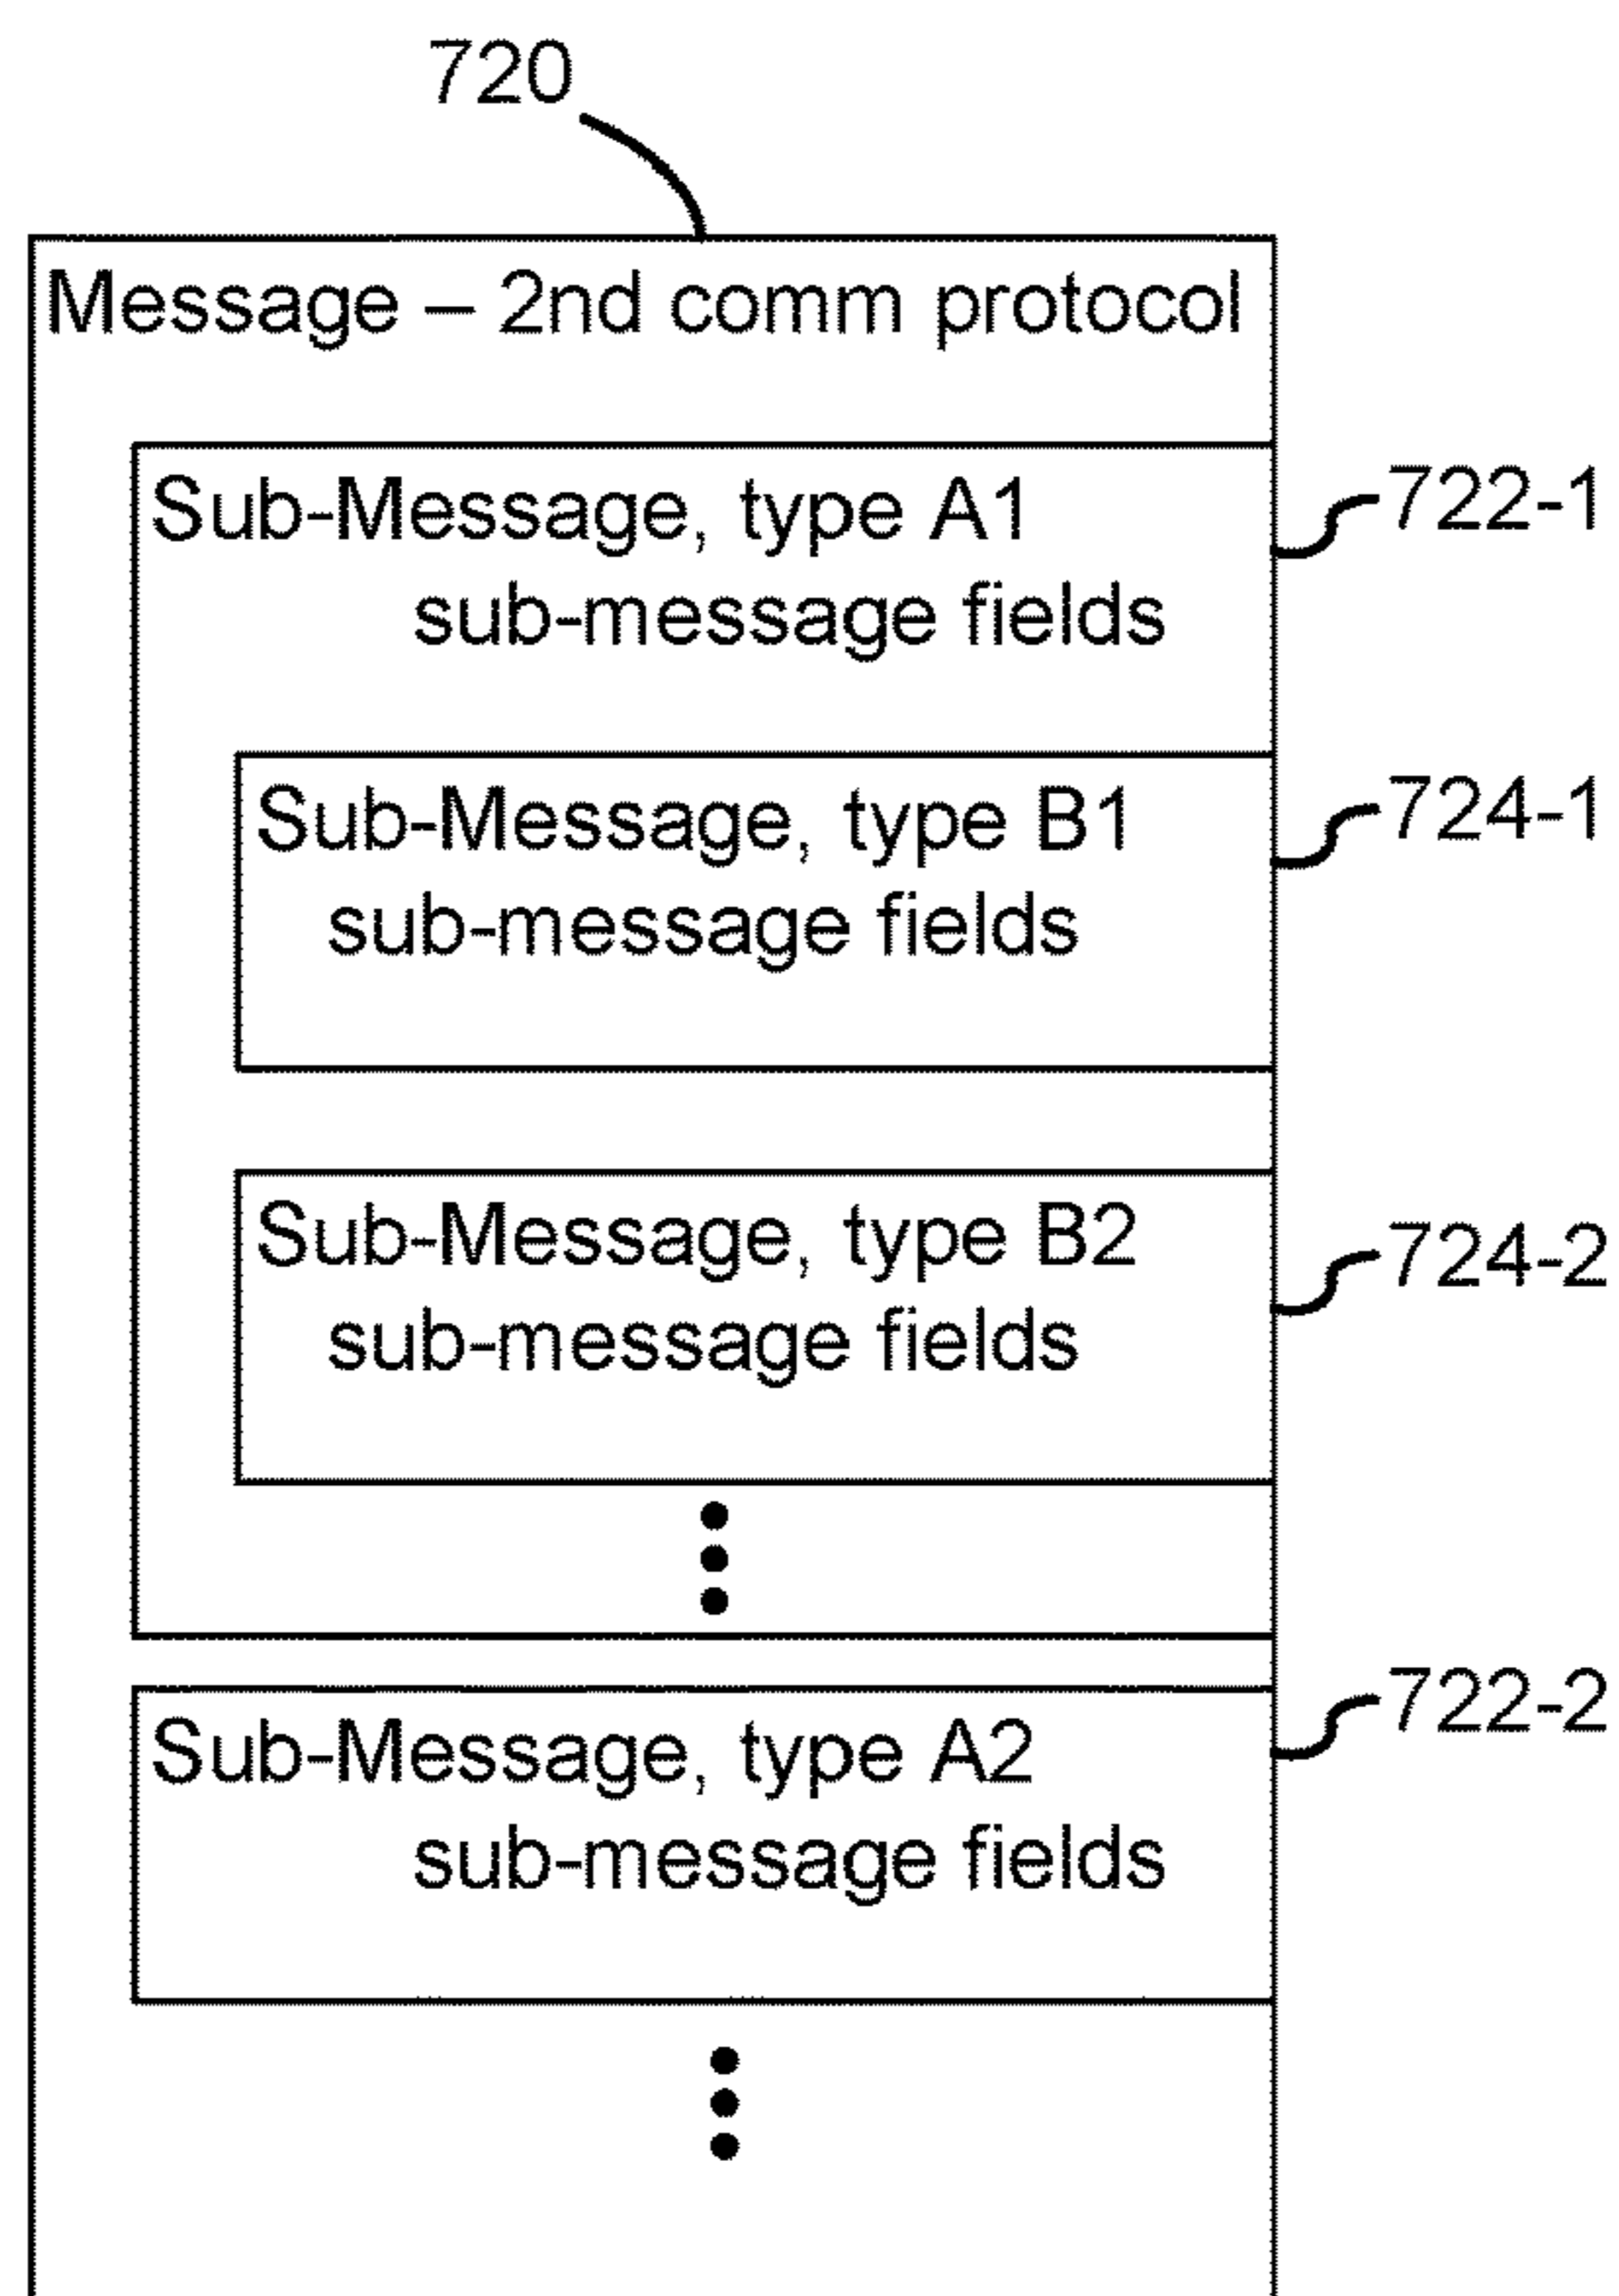 720
Message – 2nd comm protocol
Sub-Message, type A1
722-1
sub-message fields
Sub-Message, type B1
724-1
sub-message fields
Sub-Message, type B2
724-2
sub-message fields
Sub-Message, type A2
722-2
sub-message fields